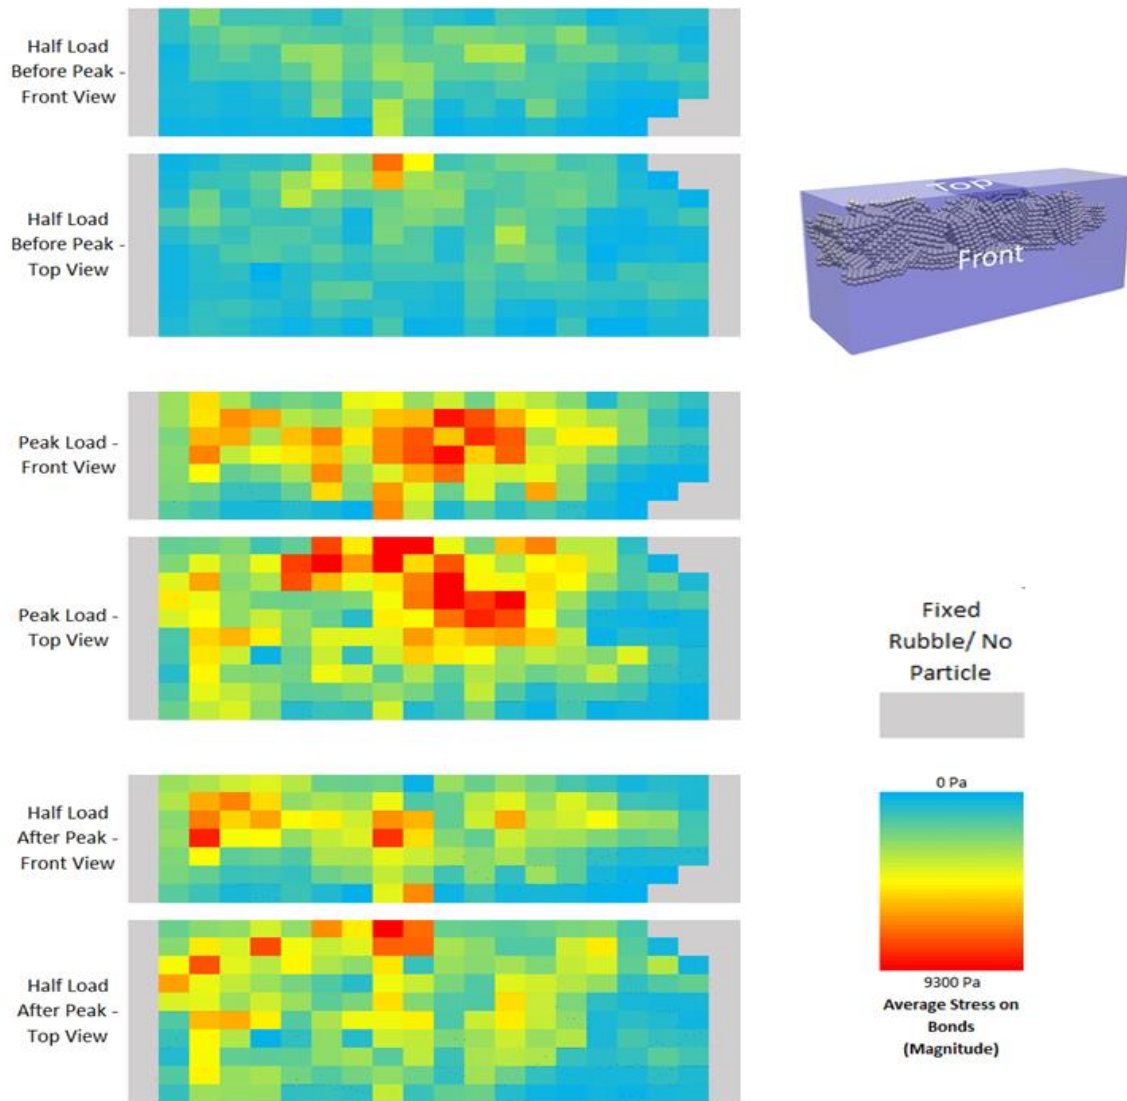 Half Load
Before Peak -
Front View
Half Load
Before Peak -
Top View
Top
Front
Peak Load -
Front View
Peak Load -
Top View
Fixed
Rubble/ No
Particle
Half Load
After Peak -
Front View
Half Load
After Peak -
Top View
0 Pa
9300 Pa
Average Stress on
Bonds
(Magnitude)